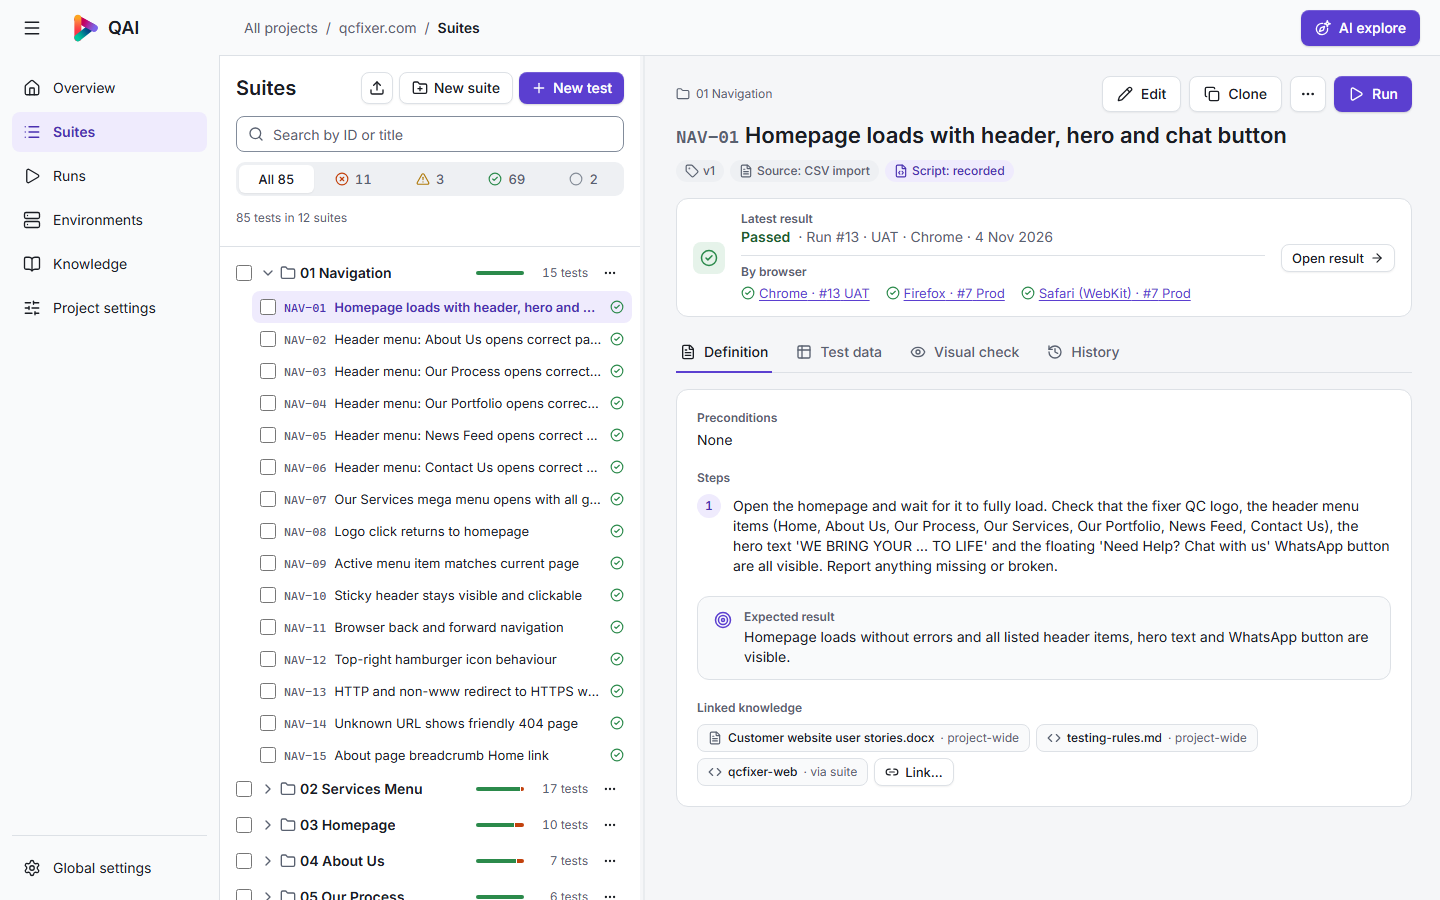 QAI
All projects / qcfixer.com / Suites
AI explore
Overview
Suites
Runs
Environments
Knowledge
Project settings
Global settings
Suites
New suite
New test
Search by ID or title
All 85
11
3
69
2
85 tests in 12 suites
01 Navigation 15 tests
NAV-01 Homepage loads with header, hero and ...
NAV-02 Header menu: About Us opens correct pa...
NAV-03 Header menu: Our Process opens correct...
NAV-04 Header menu: Our Portfolio opens correc...
NAV-05 Header menu: News Feed opens correct ...
NAV-06 Header menu: Contact Us opens correct ...
NAV-07 Our Services mega menu opens with all g...
NAV-08 Logo click returns to homepage
NAV-09 Active menu item matches current page
NAV-10 Sticky header stays visible and clickable
NAV-11 Browser back and forward navigation
NAV-12 Top-right hamburger icon behaviour
NAV-13 HTTP and non-www redirect to HTTPS w...
NAV-14 Unknown URL shows friendly 404 page
NAV-15 About page breadcrumb Home link
02 Services Menu 17 tests
03 Homepage 10 tests
04 About Us 7 tests
05 Our Process 6 tests
01 Navigation
Edit
Clone
Run
NAV-01 Homepage loads with header, hero and chat button
v1
Source: CSV import
Script: recorded
Latest result
Passed · Run #13 · UAT · Chrome · 4 Nov 2026
By browser
Chrome · #13 UAT
Firefox · #7 Prod
Safari (WebKit) · #7 Prod
Open result
Definition
Test data
Visual check
History
Preconditions
None
Steps
1
Open the homepage and wait for it to fully load. Check that the fixer QC logo, the header menu
items (Home, About Us, Our Process, Our Services, Our Portfolio, News Feed, Contact Us), the
hero text 'WE BRING YOUR ... TO LIFE' and the floating 'Need Help? Chat with us' WhatsApp button
are all visible. Report anything missing or broken.
Expected result
Homepage loads without errors and all listed header items, hero text and WhatsApp button are
visible.
Linked knowledge
Customer website user stories.docx · project-wide
testing-rules.md · project-wide
qcfixer-web · via suite
Link...